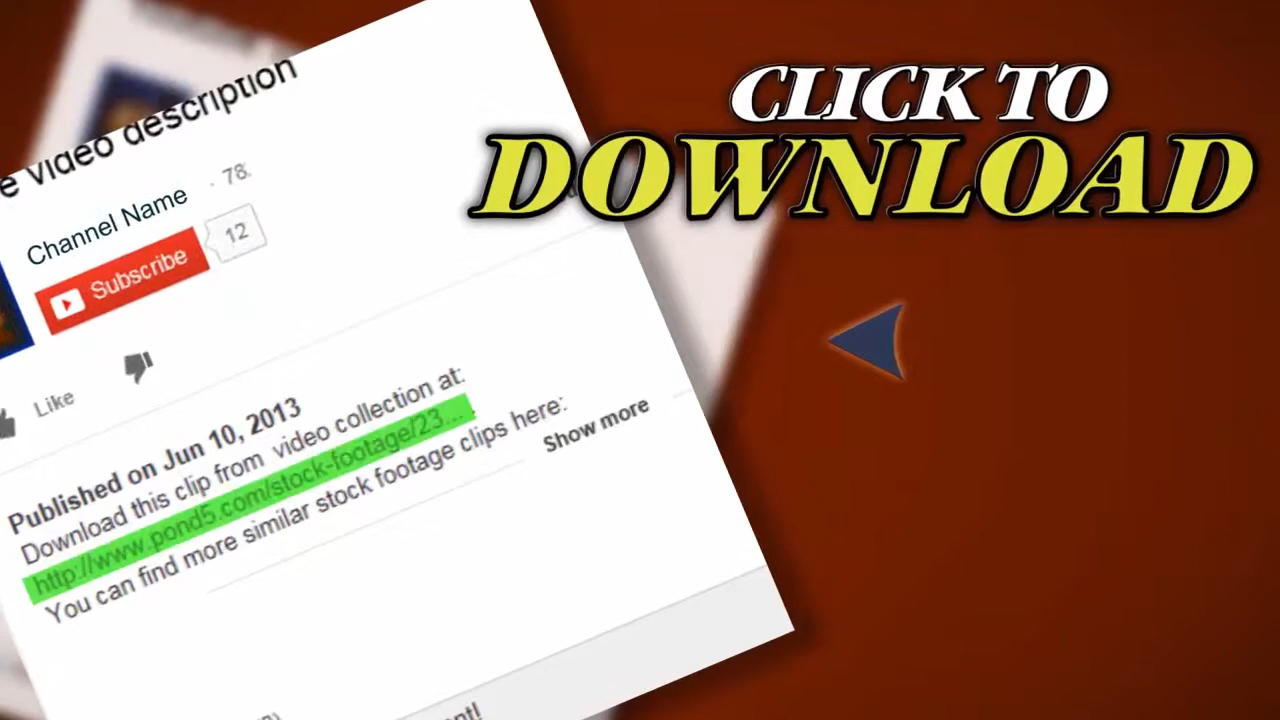 CLICK TO
DOWNLOAD
e video description
Channel Name
78
Subscribe
12
Like
Published on Jun 10, 2013
Download this clip from video collection at:
http://www.pond5.com/stock-footage/23... .
You can find more similar stock footage clips here:
Show more